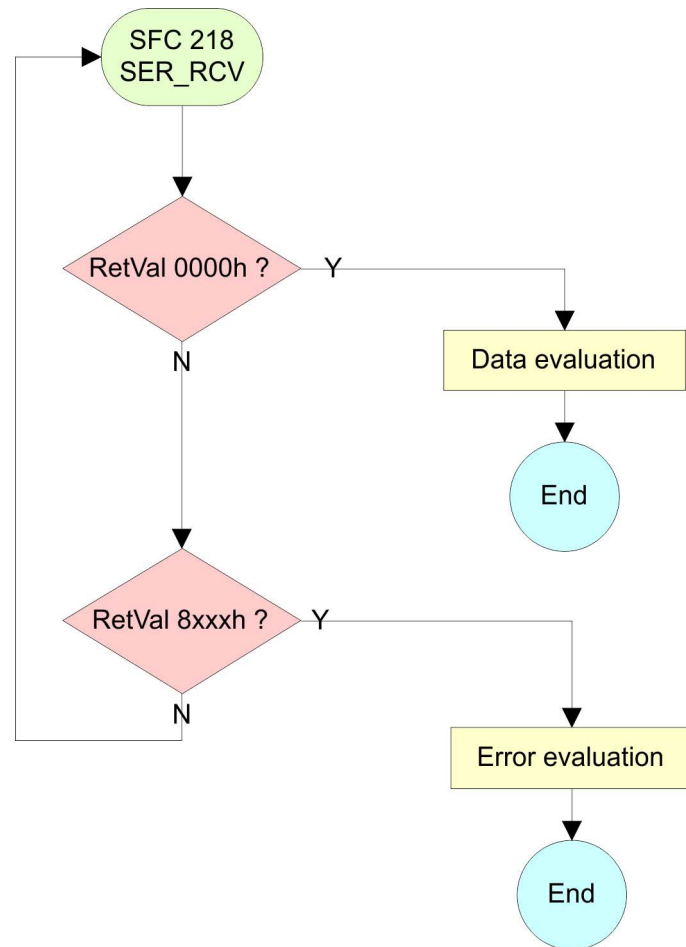 SFC 218
SER_RCV
RetVal 0000h ?
Y
N
Data evaluation
End
RetVal 8xxxh ?
Y
N
Error evaluation
End